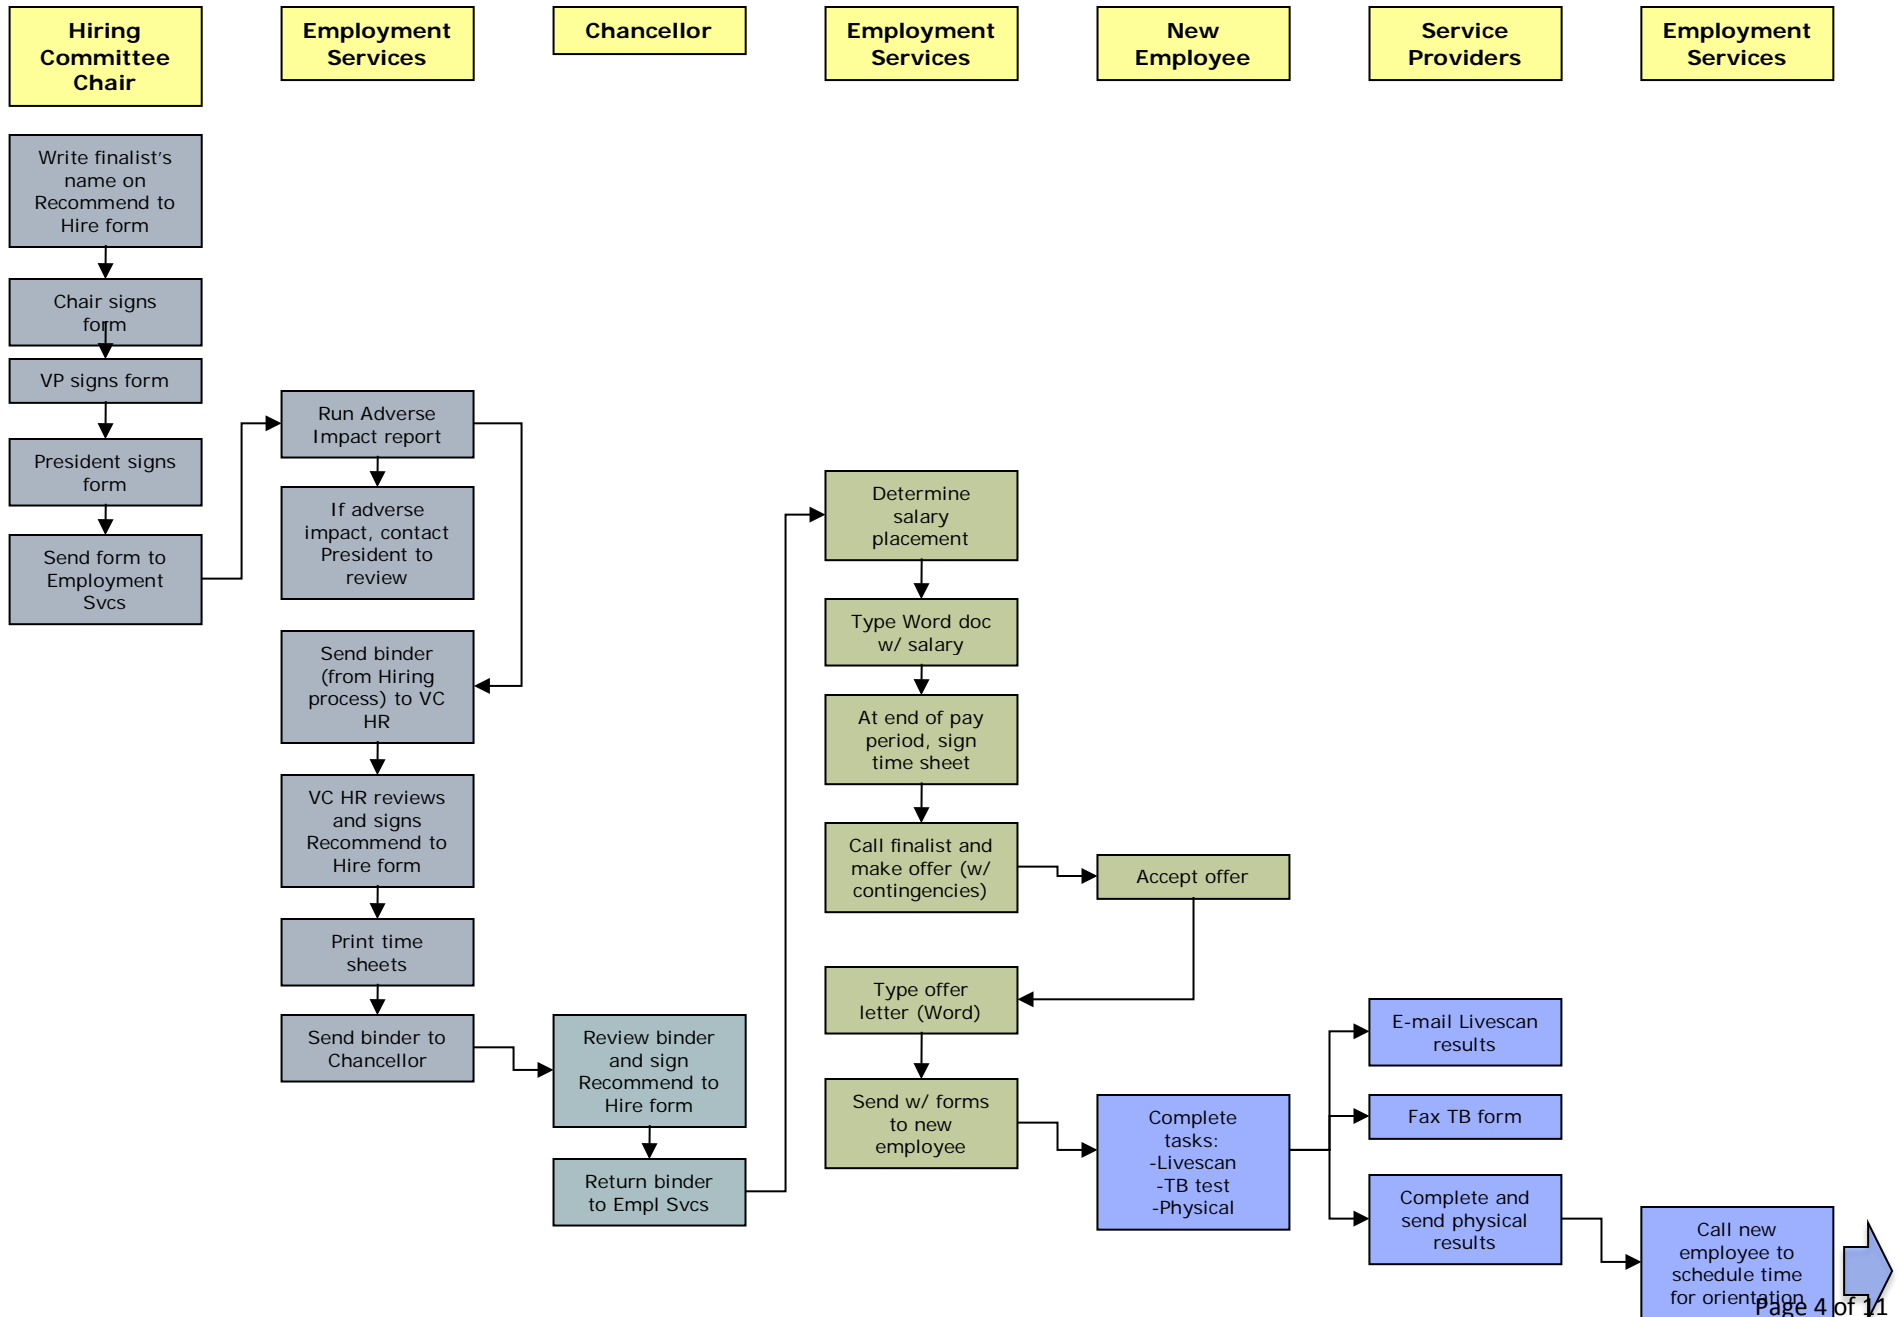 Hiring
Committee
Chair
Employment
Services
Chancellor
Employment
Services
New
Employee
Service
Providers
Employment
Services
Write finalist's
name on
Recommend to
Hire form
Chair signs
form
VP signs form
President signs
form
Send form to
Employment
Svcs
Run Adverse
Impact report
If adverse
impact, contact
President to
review
Send binder
(from Hiring
process) to VC
HR
VC HR reviews
and signs
Recommend to
Hire form
Print time
sheets
Send binder to
Chancellor
Review binder
and sign
Recommend to
Hire form
Return binder
to Empl Svcs
Determine
salary
placement
Type Word doc
w/ salary
At end of pay
period, sign
time sheet
Call finalist and
make offer (w/
contingencies)
Accept offer
Type offer
letter (Word)
Send w/ forms
to new
employee
Complete
tasks:
-Livescan
-TB test
-Physical
E-mail Livescan
results
Fax TB form
Complete and
send physical
results
Call new
employee to
schedule time
for orientation
Page 4 of 11